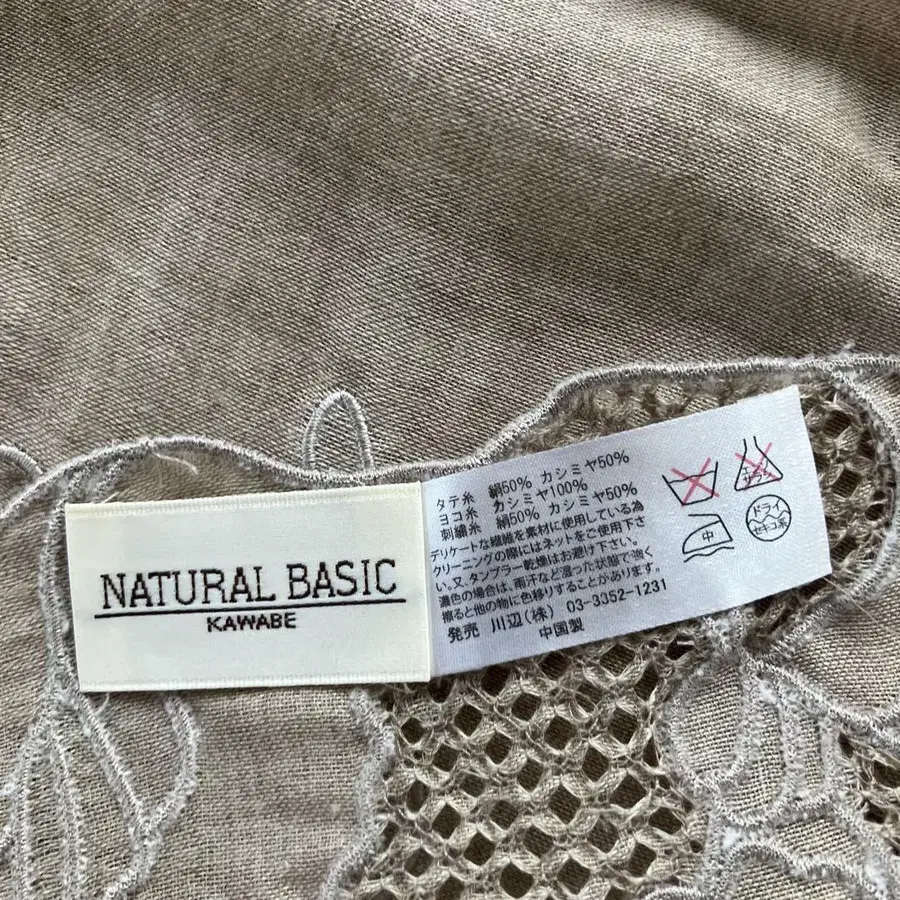 NATURAL BASIC
KAWABE
タテ糸 絹50% カシミヤ50%
ヨコ糸 カシミヤ100%
刺繍糸 絹50% カシミヤ50%
デリケートな繊維を素材に使用している為
クリーニングの際にはネットをご使用下さ
い。又、タンブラー乾燥はお避け下さい。
濃色の場合は、雨汗など湿った状態で強く
擦ると他の物に色移りすることがあります。
発売 川辺(株) 03-3352-1231
中国製
エンソ
サラシ
中
ドライ
セキユ系